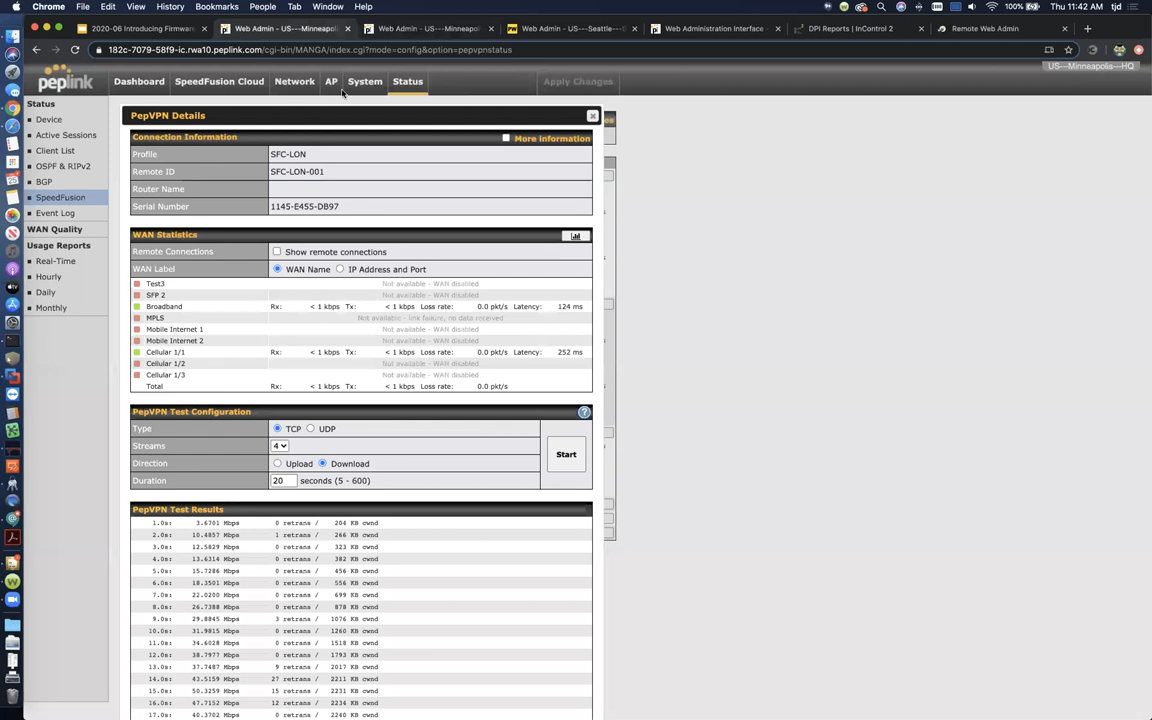 Chrome File Edit View History Bookmarks People Tab Window Help 100% Thu 11:42 AM tjd
2020-06 Introducing Firmware Web Admin - US---Minneapolis- Web Admin - US---Minneapol Web Admin - US---Seattle--- Web Administration Interface - DPI Reports | InControl 2 Remote Web Admin
182c-7079-58f9-ic.rwa10.peplink.com/cgi-bin/MANGA/index.cgi?mode=config&option=pepvpnstatus
US---Minneapolis---HQ
peplink Dashboard SpeedFusion Cloud Network AP System Status Apply Changes
Status
Device
Active Sessions
Client List
OSPF & RIPv2
BGP
SpeedFusion
Event Log
WAN Quality
Usage Reports
Real-Time
Hourly
Daily
Monthly
PepVPN Details
Connection Information More information
Profile SFC-LON
Remote ID SFC-LON-001
Router Name
Serial Number 1145-E455-DB97
WAN Statistics
Remote Connections Show remote connections
WAN Label WAN Name IP Address and Port
Test3 Not available - WAN disabled
SFP 2 Not available - WAN disabled
Broadband Rx: < 1 kbps Tx: < 1 kbps Loss rate: 0.0 pkt/s Latency: 124 ms
MPLS Not available - link failure, no data received
Mobile Internet 1 Not available - WAN disabled
Mobile Internet 2 Not available - WAN disabled
Cellular 1/1 Rx: < 1 kbps Tx: < 1 kbps Loss rate: 0.0 pkt/s Latency: 252 ms
Cellular 1/2 Not available - WAN disabled
Cellular 1/3 Not available - WAN disabled
Total Rx: < 1 kbps Tx: < 1 kbps Loss rate: 0.0 pkt/s
PepVPN Test Configuration
Type TCP UDP
Streams 4
Start
Direction Upload Download
Duration 20 seconds (5 - 600)
PepVPN Test Results
1.0s: 3.6701 Mbps 0 retrans / 204 KB cwnd
2.0s: 10.4857 Mbps 1 retrans / 266 KB cwnd
3.0s: 12.5829 Mbps 0 retrans / 323 KB cwnd
4.0s: 13.6314 Mbps 0 retrans / 382 KB cwnd
5.0s: 15.7286 Mbps 0 retrans / 456 KB cwnd
6.0s: 18.3501 Mbps 0 retrans / 556 KB cwnd
7.0s: 22.0200 Mbps 0 retrans / 699 KB cwnd
8.0s: 26.7388 Mbps 0 retrans / 878 KB cwnd
9.0s: 29.8845 Mbps 3 retrans / 1076 KB cwnd
10.0s: 31.9815 Mbps 0 retrans / 1260 KB cwnd
11.0s: 34.6028 Mbps 0 retrans / 1518 KB cwnd
12.0s: 38.7977 Mbps 0 retrans / 1793 KB cwnd
13.0s: 37.7487 Mbps 9 retrans / 2017 KB cwnd
14.0s: 43.5159 Mbps 27 retrans / 2211 KB cwnd
15.0s: 50.3259 Mbps 15 retrans / 2231 KB cwnd
16.0s: 47.7152 Mbps 12 retrans / 2234 KB cwnd
17.0s: 40.3702 Mbps 0 retrans / 2240 KB cwnd